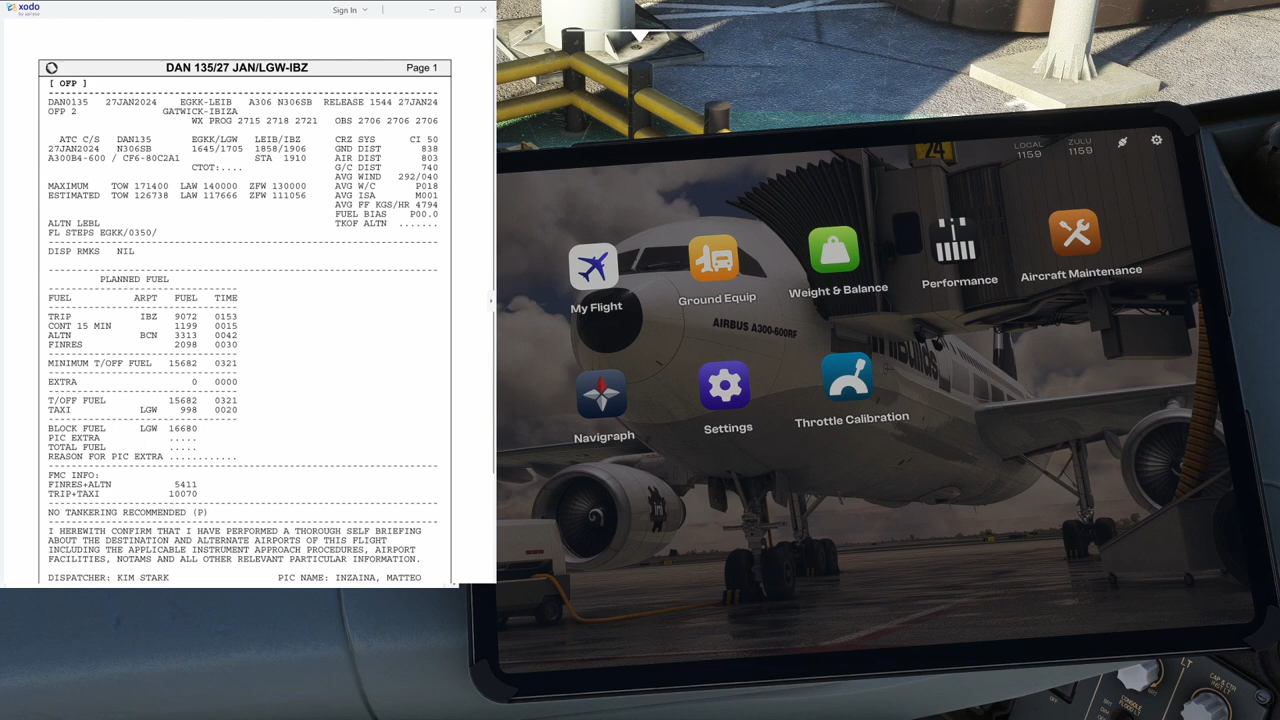 xodo
by apryse
Sign In
DAN 135/27 JAN/LGW-IBZ Page 1
[ OFP ]
DAN0135 27JAN2024 EGKK-LEIB A306 N306SB RELEASE 1544 27JAN24
OFP 2 GATWICK-IBIZA
WX PROG 2715 2718 2721 OBS 2706 2706 2706
ATC C/S DAN135 EGKK/LGW LEIB/IBZ CRZ SYS CI 50
27JAN2024 N306SB 1645/1705 1858/1906 GND DIST 838
A300B4-600 / CF6-80C2A1 STA 1910 AIR DIST 803
CTOT:.... G/C DIST 740
AVG WIND 292/040
MAXIMUM TOW 171400 LAW 140000 ZFW 130000 AVG W/C P018
ESTIMATED TOW 126738 LAW 117666 ZFW 111056 AVG ISA M001
AVG FF KGS/HR 4794
FUEL BIAS P00.0
ALTN LEBL TKOF ALTN .......
FL STEPS EGKK/0350/
DISP RMKS NIL
PLANNED FUEL
FUEL ARPT FUEL TIME
TRIP IBZ 9072 0153
CONT 15 MIN 1199 0015
ALTN BCN 3313 0042
FINRES 2098 0030
MINIMUM T/OFF FUEL 15682 0321
EXTRA 0 0000
T/OFF FUEL 15682 0321
TAXI LGW 998 0020
BLOCK FUEL LGW 16680
PIC EXTRA .....
TOTAL FUEL .....
REASON FOR PIC EXTRA ............
FMC INFO:
FINRES+ALTN 5411
TRIP+TAXI 10070
NO TANKERING RECOMMENDED (P)
I HEREWITH CONFIRM THAT I HAVE PERFORMED A THOROUGH SELF BRIEFING
ABOUT THE DESTINATION AND ALTERNATE AIRPORTS OF THIS FLIGHT
INCLUDING THE APPLICABLE INSTRUMENT APPROACH PROCEDURES, AIRPORT
FACILITIES, NOTAMS AND ALL OTHER RELEVANT PARTICULAR INFORMATION.
DISPATCHER: KIM STARK PIC NAME: INZAINA, MATTEO
24
LOCAL
1159
ZULU
1159
My Flight
Ground Equip
Weight & Balance
Performance
Aircraft Maintenance
AIRBUS A300-600RF
Navigraph
Settings
Throttle Calibration
LT
CAP & CTR
INST LT
CONSOLE
FLOOD LT